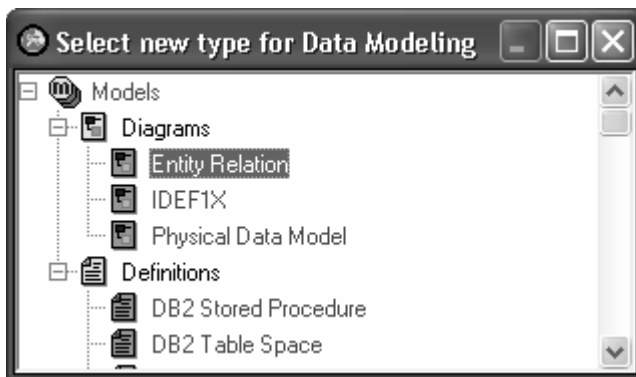 Select new type for Data Modeling
Models
Diagrams
Entity Relation
IDEF1X
Physical Data Model
Definitions
DB2 Stored Procedure
DB2 Table Space